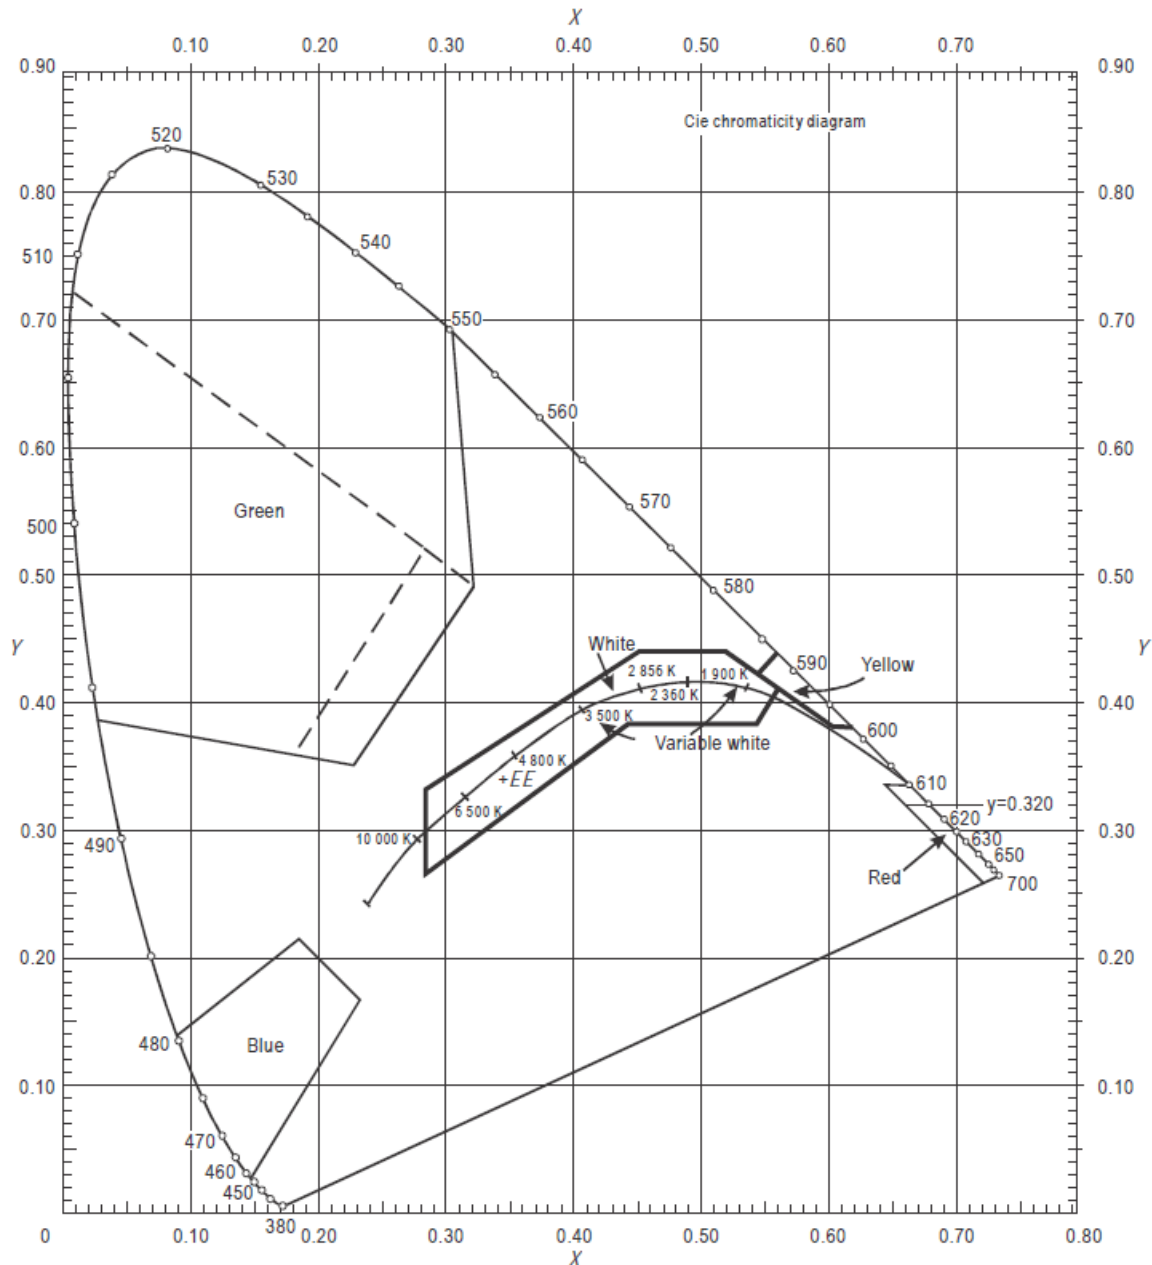 X
0.10 0.20 0.30 0.40 0.50 0.60 0.70
0.90 0.90
Cie chromaticity diagram
520
530
0.80 0.80
540
510
550
0.70 0.70
560
0.60 0.60
570
Green
500
0.50 580 0.50
White
590
Y Yellow Y
2 856 K 1 900 K
2 360 K
0.40 0.40
3 500 K
600
Variable white
4 800 K
+EE
610
6 500 K
y=0.320
620
10 000 K
0.30 630 0.30
490
650
Red
700
0.20 0.20
480
Blue
0.10 0.10
470
460
450
380
0 0.10 0.20 0.30 0.40 0.50 0.60 0.70 0.80
X